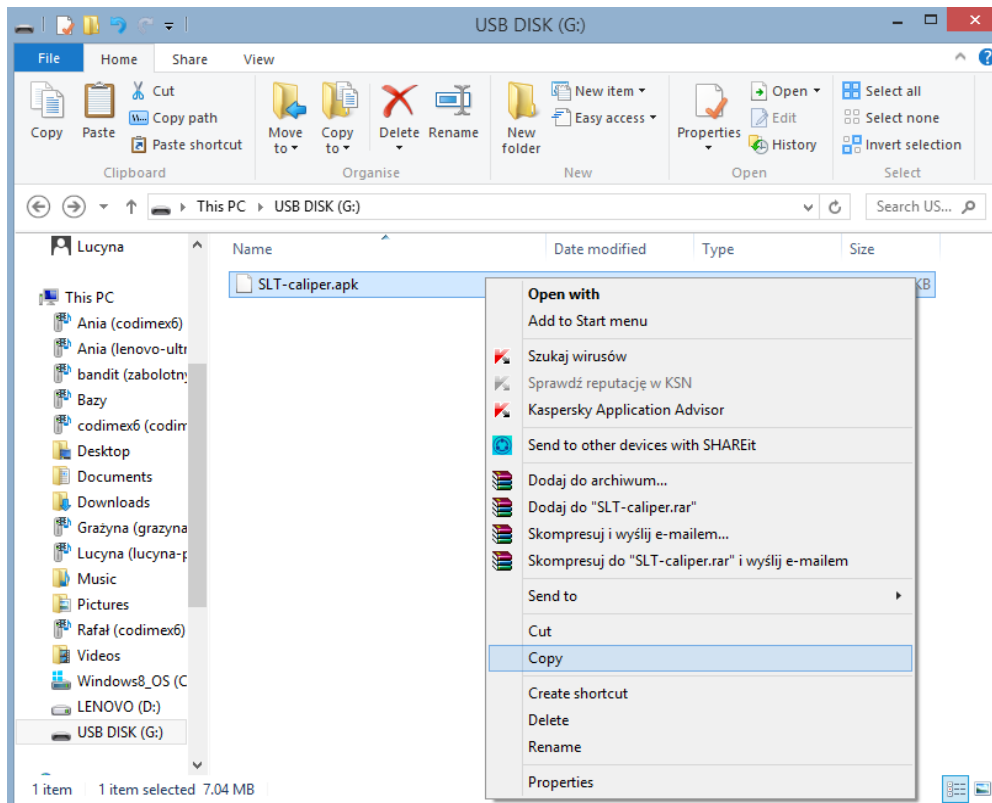 USB DISK (G:)
File Home Share View
Copy
Paste
Cut
Copy path
Paste shortcut
Clipboard
Move to
Copy to
Delete
Rename
Organise
New folder
New item
Easy access
New
Properties
Open
Edit
History
Open
Select all
Select none
Invert selection
Select
This PC USB DISK (G:)
Search US...
Name Date modified Type Size
Lucyna
This PC
Ania (codimex6)
Ania (lenovo-ultr
bandit (zabolotny
Bazy
codimex6 (codim
Desktop
Documents
Downloads
Grażyna (grazyna
Lucyna (lucyna-p
Music
Pictures
Rafał (codimex6)
Videos
Windows8_OS (C
LENOVO (D:)
USB DISK (G:)
SLT-caliper.apk KB
Open with
Add to Start menu
Szukaj wirusów
Sprawdź reputację w KSN
Kaspersky Application Advisor
Send to other devices with SHAREit
Dodaj do archiwum...
Dodaj do "SLT-caliper.rar"
Skompresuj i wyślij e-mailem...
Skompresuj do "SLT-caliper.rar" i wyślij e-mailem
Send to
Cut
Copy
Create shortcut
Delete
Rename
Properties
1 item 1 item selected 7.04 MB